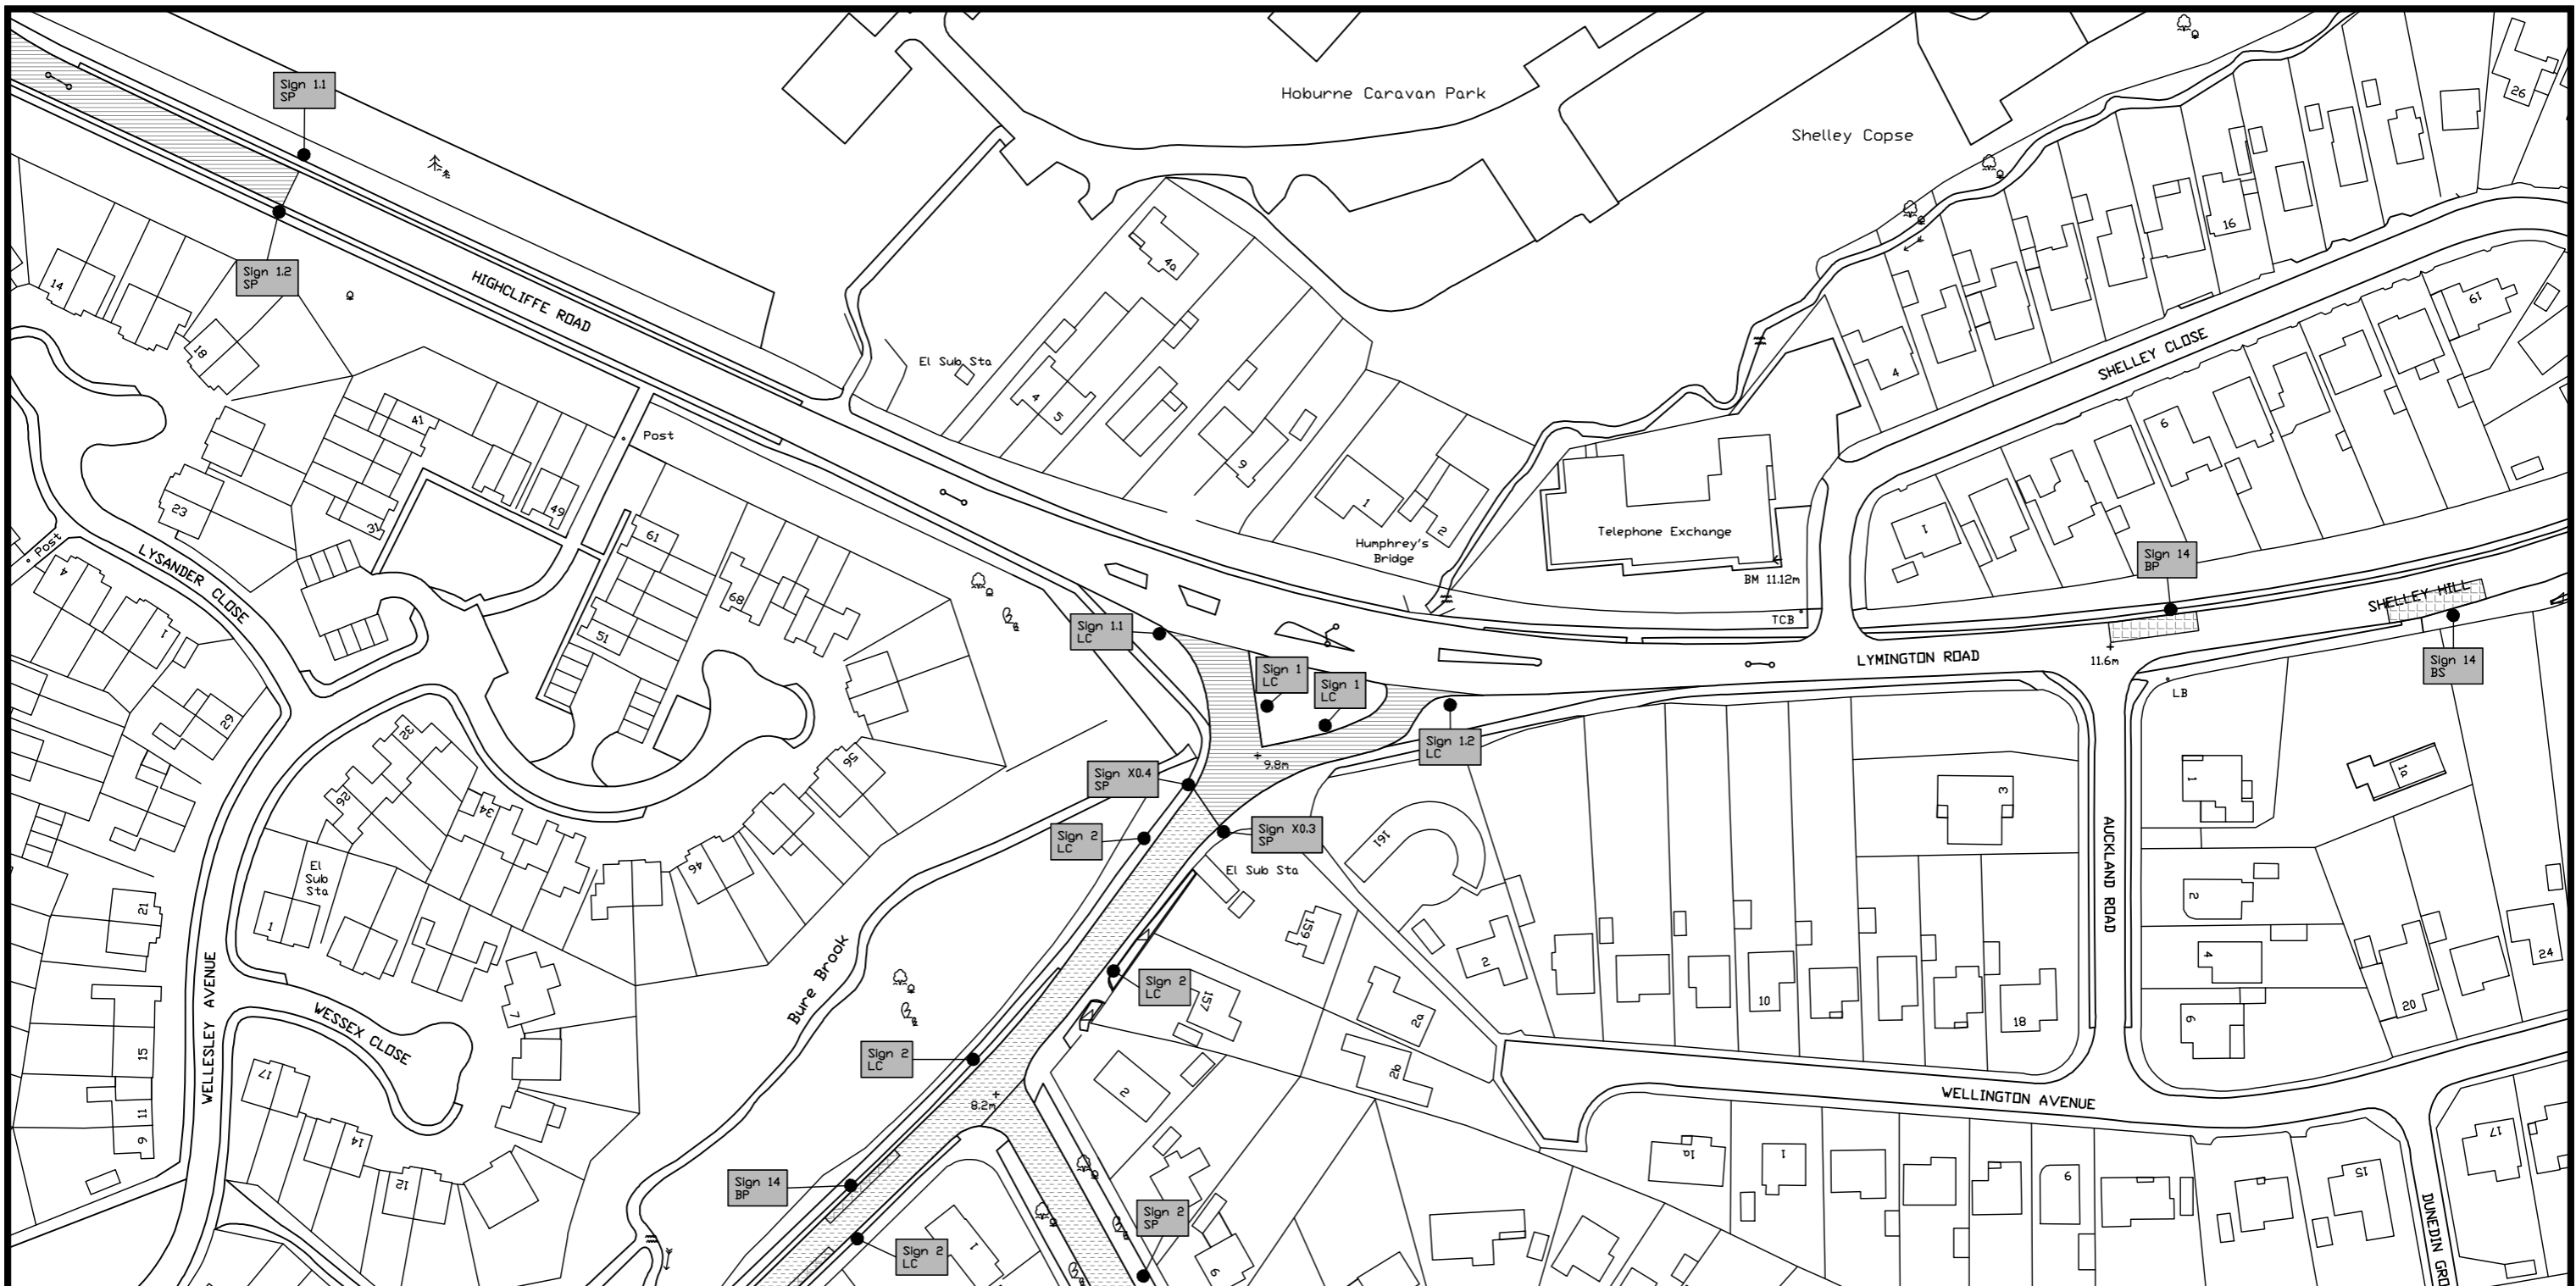 Sign 1.1
SP
Hoburne Caravan Park
Shelley Copse
26
16
4a
Sign 1.2
SP
HIGHCLIFFE ROAD
14
18
El Sub Sta
4
5
9
1
2
Humphrey's
Bridge
4
SHELLEY CLOSE
19
6
1
Telephone Exchange
BM 11.12m
TCB
41
31
49
Post
23
61
68
51
Post
LYSANDER CLOSE
4
1
29
Sign 14
BP
SHELLEY HILL
Sign 14
BS
11.6m
LB
LYMINGTON ROAD
Sign 1.1
LC
Sign 1
LC
Sign 1
LC
Sign 1.2
LC
9.8m
Sign X0.4
SP
Sign X0.3
SP
Sign 2
LC
El Sub Sta
161
159
157
32
26
34
56
46
El
Sub
Sta
1
21
WELLESLEY AVENUE
WESSEX CLOSE
7
15
11
9
17
14
12
Bure Brook
Sign 2
LC
Sign 2
LC
8.2m
Sign 14
BP
Sign 2
LC
Sign 2
SP
1
2
6
2a
2b
2
10
18
3
AUCKLAND ROAD
1
1a
2
4
6
20
24
WELLINGTON AVENUE
1a
1
9
15
17
DUNEDIN GRO